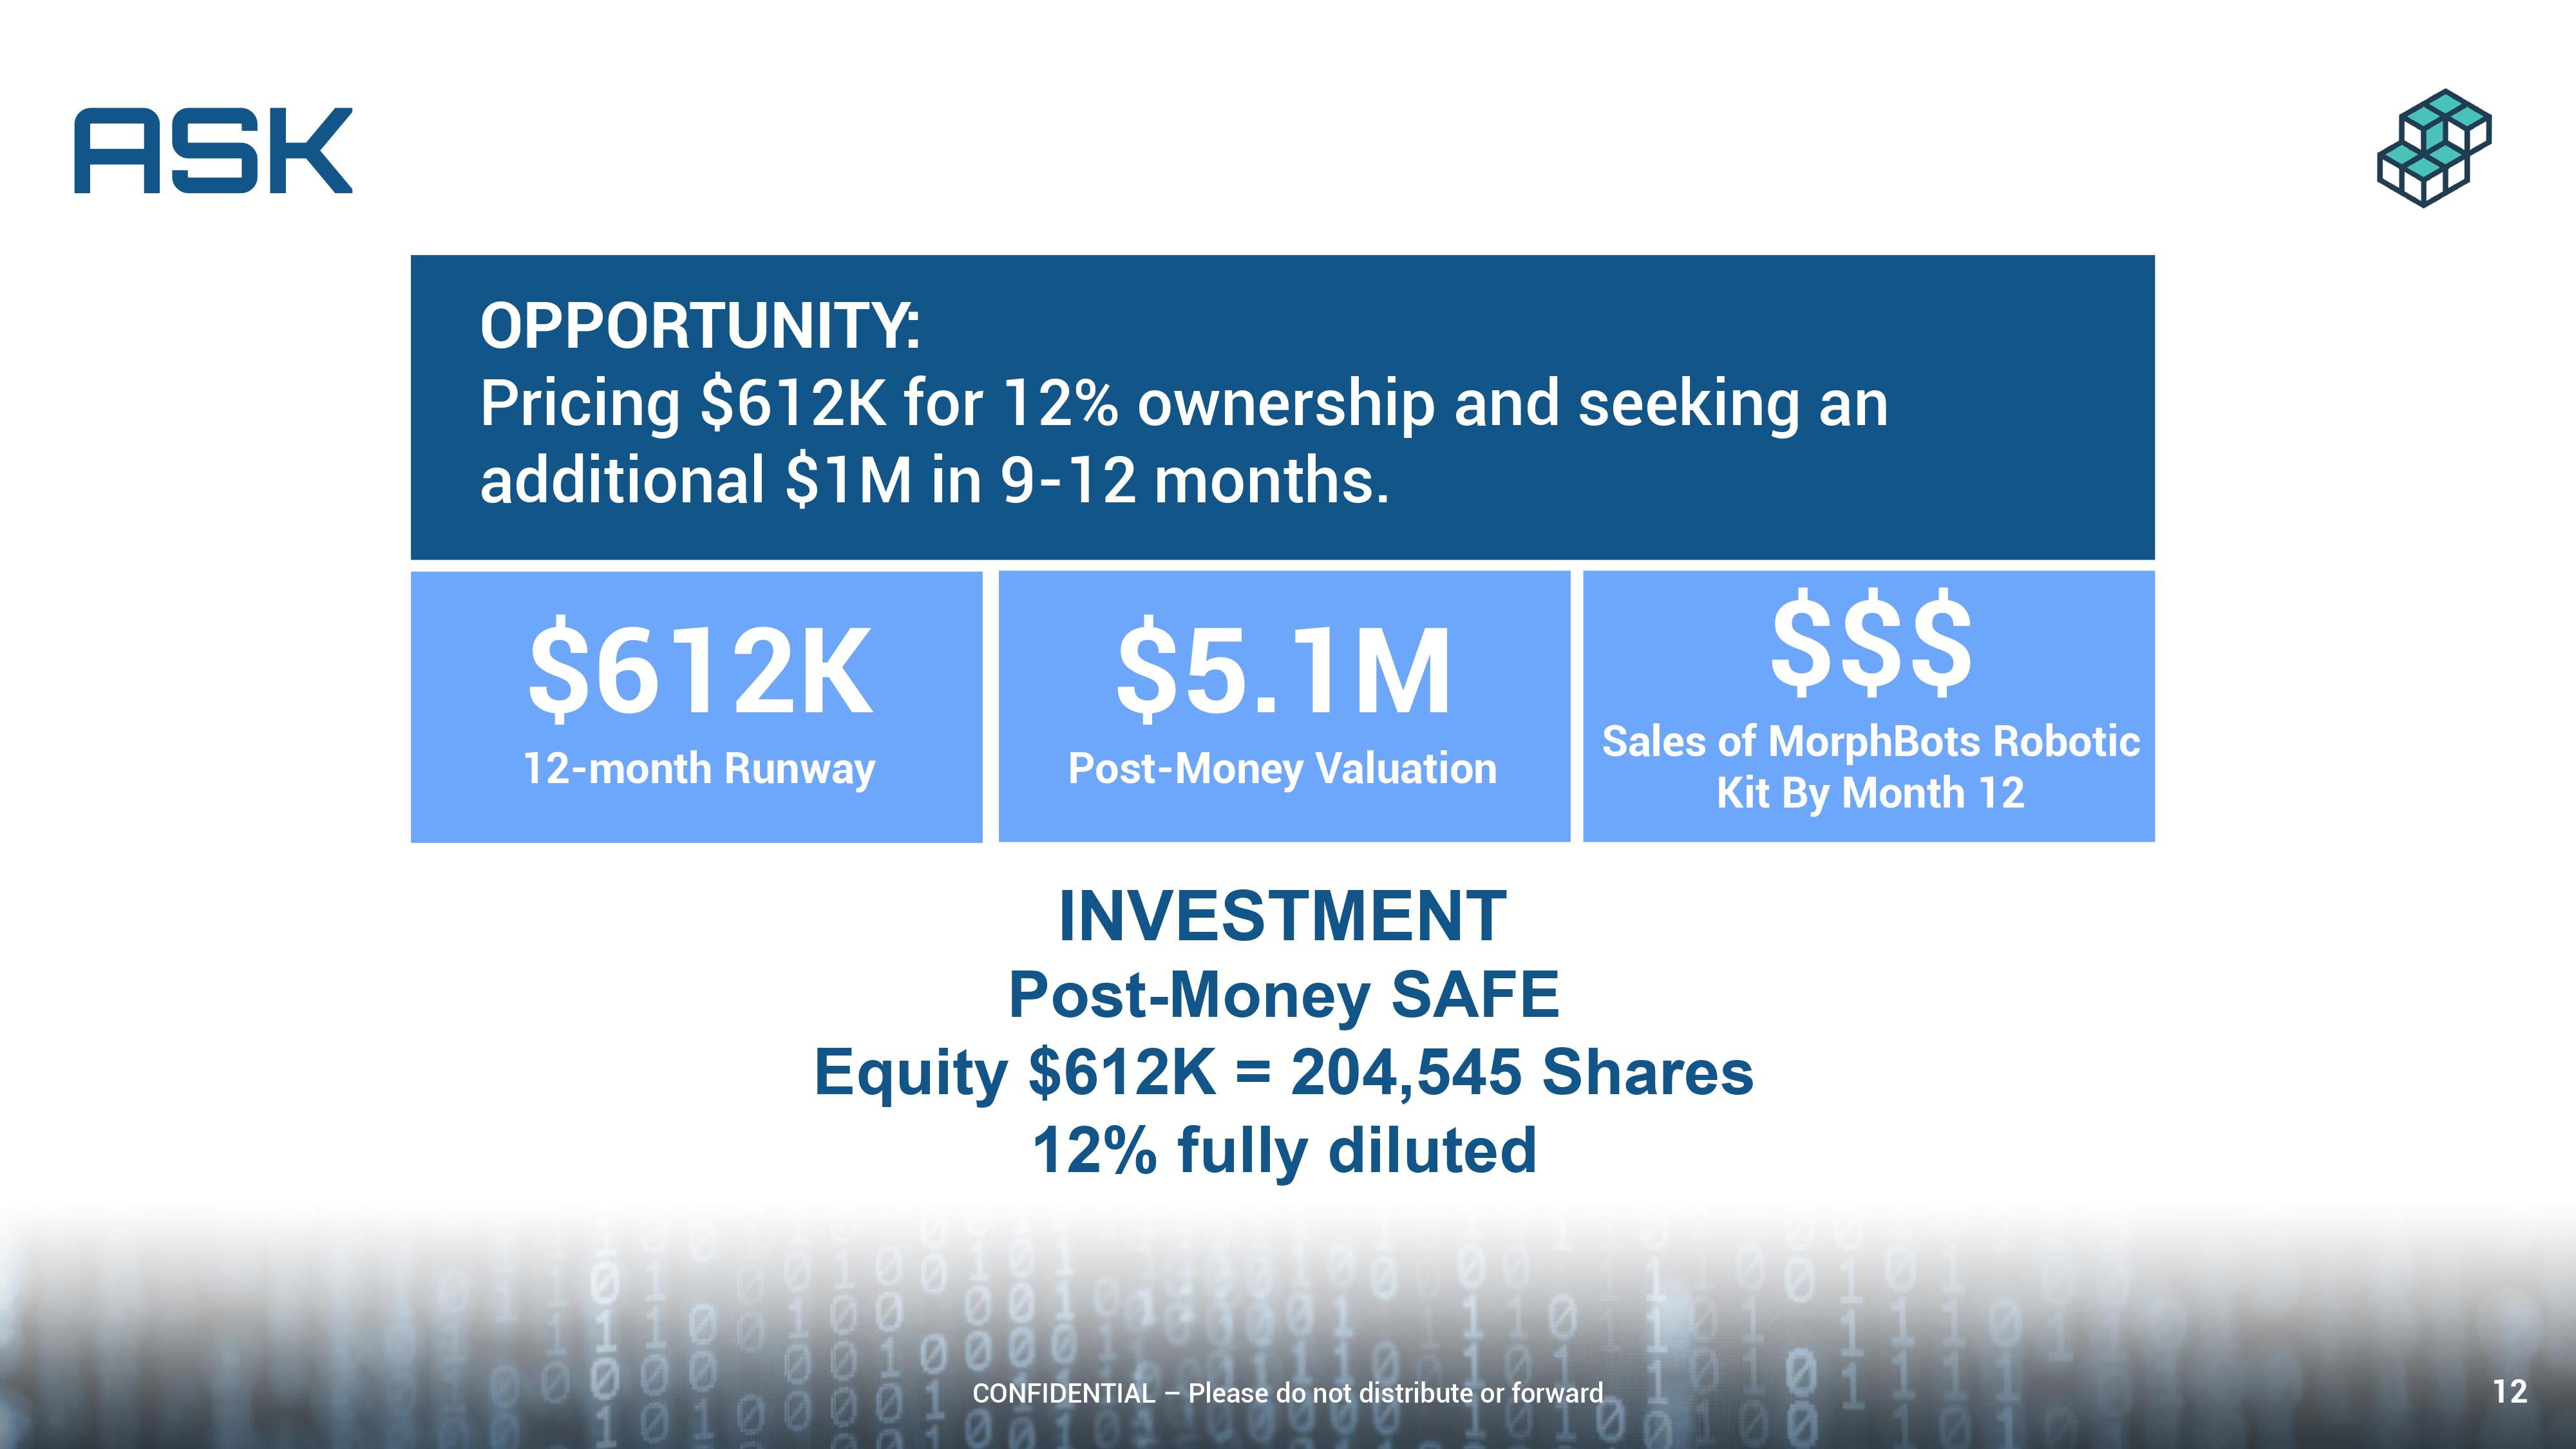 ASK
OPPORTUNITY:
Pricing $612K for 12% ownership and seeking an
additional $1M in 9-12 months.
$612K
12-month Runway
$5.1M
Post-Money Valuation
$$$
Sales of MorphBots Robotic
Kit By Month 12
INVESTMENT
Post-Money SAFE
Equity $612K = 204,545 Shares
12% fully diluted
CONFIDENTIAL – Please do not distribute or forward
12